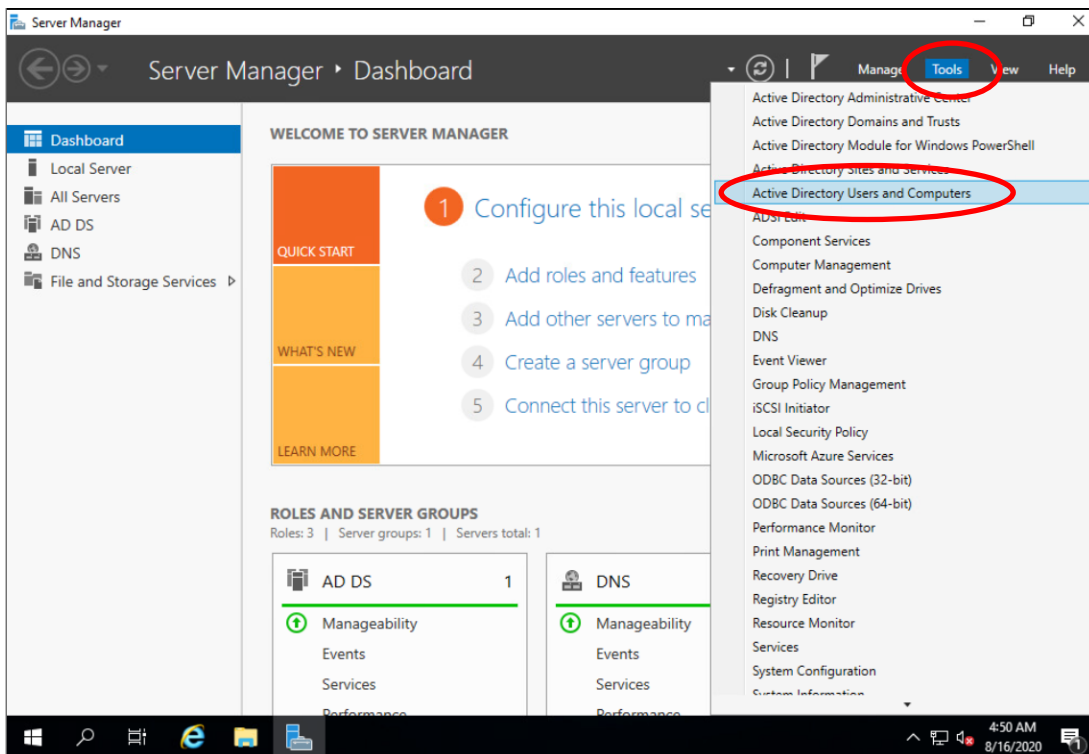 Server Manager
Server Manager • Dashboard
Manage Tools View Help
Dashboard
Local Server
All Servers
AD DS
DNS
File and Storage Services
WELCOME TO SERVER MANAGER
QUICK START
WHAT'S NEW
LEARN MORE
1 Configure this local se
2 Add roles and features
3 Add other servers to ma
4 Create a server group
5 Connect this server to cl
ROLES AND SERVER GROUPS
Roles: 3 | Server groups: 1 | Servers total: 1
AD DS 1
Manageability
Events
Services
Performance
DNS
Manageability
Events
Services
Performance
Active Directory Administrative Center
Active Directory Domains and Trusts
Active Directory Module for Windows PowerShell
Active Directory Sites and Services
Active Directory Users and Computers
ADSI Edit
Component Services
Computer Management
Defragment and Optimize Drives
Disk Cleanup
DNS
Event Viewer
Group Policy Management
iSCSI Initiator
Local Security Policy
Microsoft Azure Services
ODBC Data Sources (32-bit)
ODBC Data Sources (64-bit)
Performance Monitor
Print Management
Recovery Drive
Registry Editor
Resource Monitor
Services
System Configuration
System Information
4:50 AM
8/16/2020